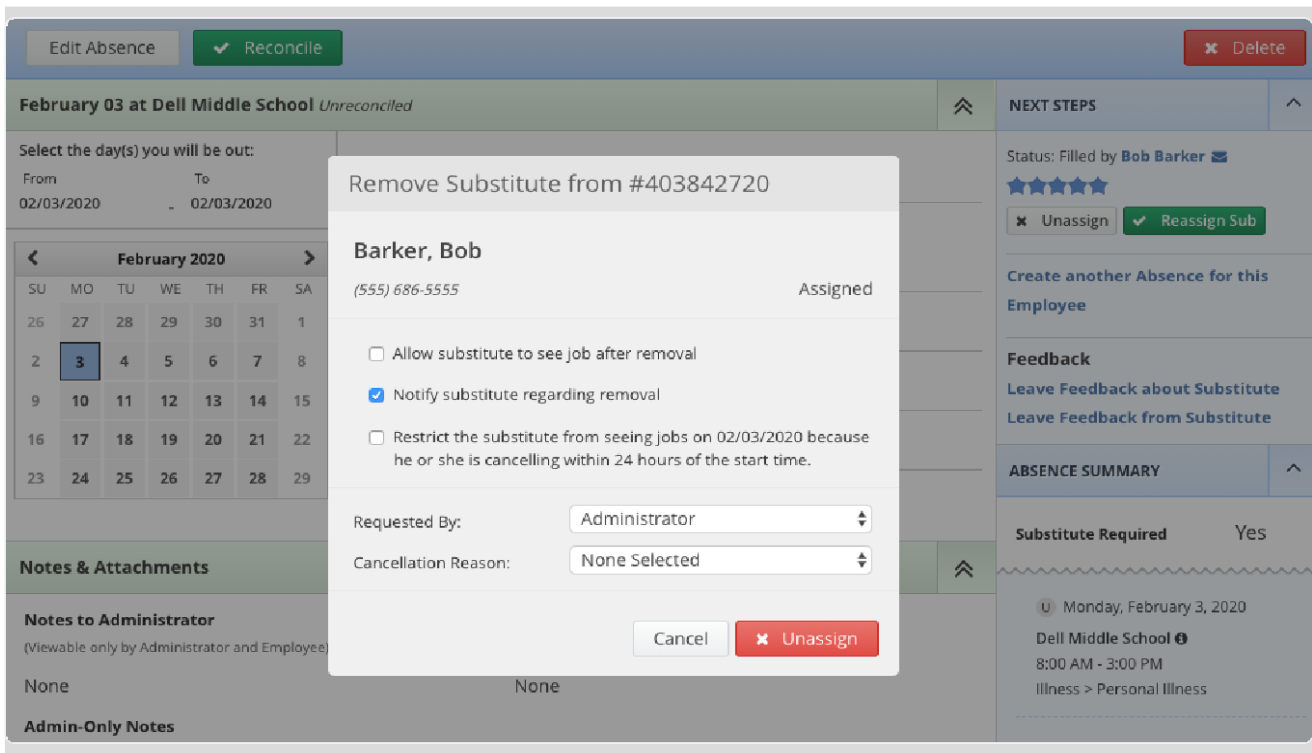 Edit Absence
Reconcile
Delete
February 03 at Dell Middle School Unreconciled
Select the day(s) you will be out:
From To
02/03/2020 - 02/03/2020
February 2020
SU MO TU WE TH FR SA
26 27 28 29 30 31 1
2 3 4 5 6 7 8
9 10 11 12 13 14 15
16 17 18 19 20 21 22
23 24 25 26 27 28 29
Notes & Attachments
Notes to Administrator
(Viewable only by Administrator and Employee)
None
None
Admin-Only Notes
Remove Substitute from #403842720
Barker, Bob
(555) 686-5555 Assigned
Allow substitute to see job after removal
Notify substitute regarding removal
Restrict the substitute from seeing jobs on 02/03/2020 because
he or she is cancelling within 24 hours of the start time.
Requested By: Administrator
Cancellation Reason: None Selected
Cancel
Unassign
NEXT STEPS
Status: Filled by Bob Barker
Unassign
Reassign Sub
Create another Absence for this
Employee
Feedback
Leave Feedback about Substitute
Leave Feedback from Substitute
ABSENCE SUMMARY
Substitute Required Yes
U Monday, February 3, 2020
Dell Middle School
8:00 AM - 3:00 PM
Illness > Personal Illness